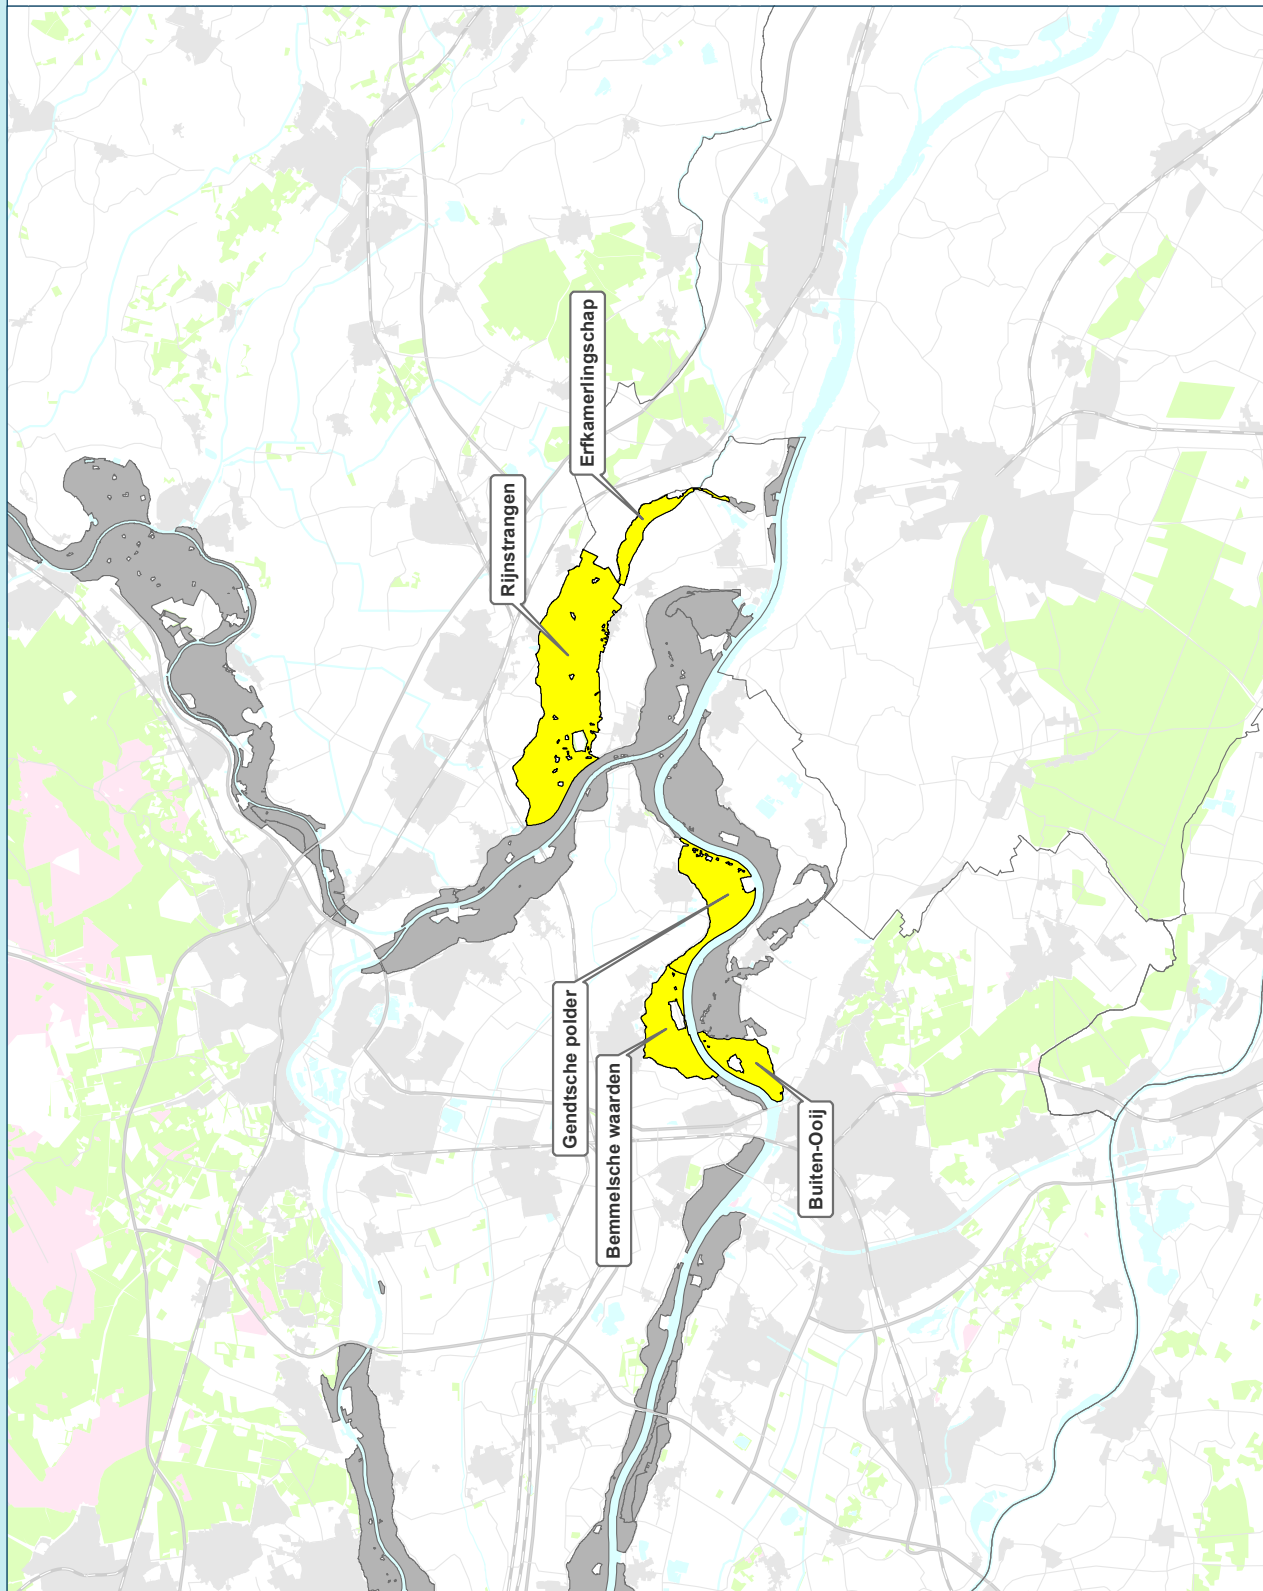 Erfkamerlingschap
Rijnstrangen
Gendtsche polder
Bemmelsche waarden
Buiten-Ooij